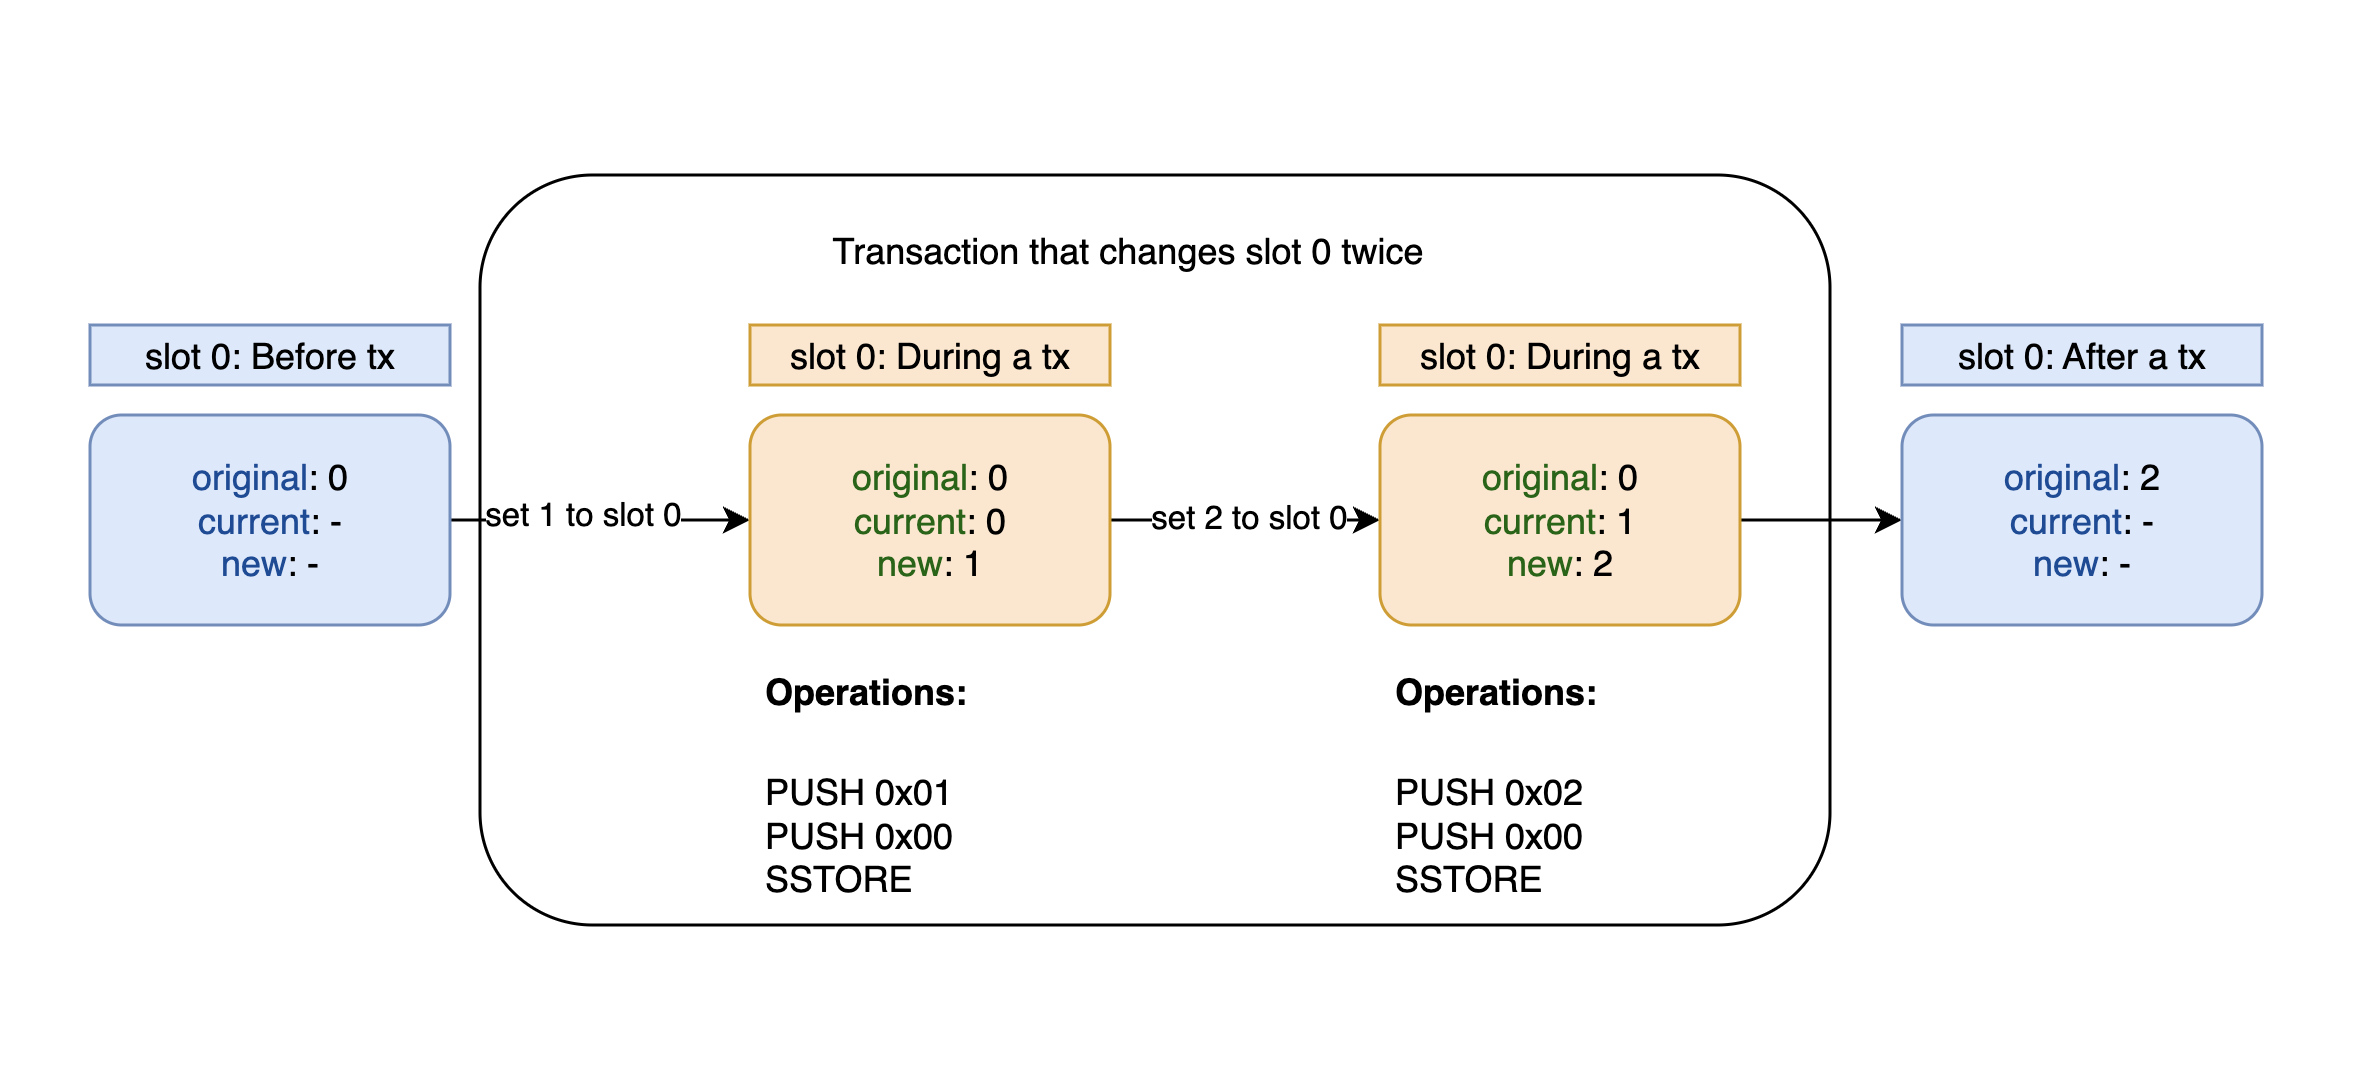 Transaction that changes slot 0 twice
slot 0: Before tx
original: 0
current: -
new: -
set 1 to slot 0
slot 0: During a tx
original: 0
current: 0
new: 1
Operations:
PUSH 0x01
PUSH 0x00
SSTORE
set 2 to slot 0
slot 0: During a tx
original: 0
current: 1
new: 2
Operations:
PUSH 0x02
PUSH 0x00
SSTORE
slot 0: After a tx
original: 2
current: -
new: -